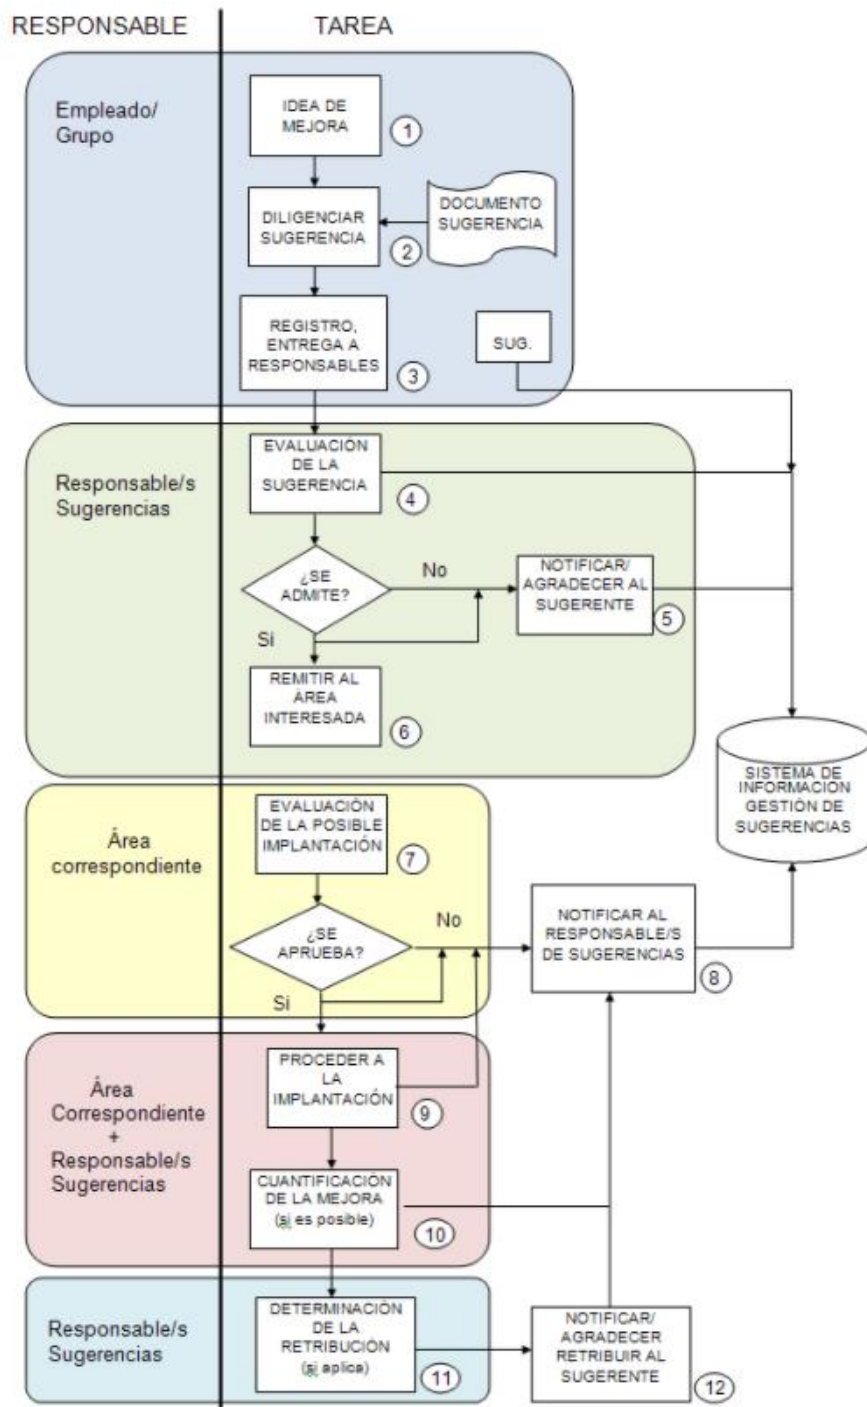 RESPONSABLE
TAREA
Empleado/
Grupo
IDEA DE
MEJORA
1
DILIGENCIAR
SUGERENCIA
2
DOCUMENTO
SUGERENCIA
REGISTRO,
ENTREGA A
RESPONSABLES
3
SUG.
Responsable/s
Sugerencias
EVALUACIÓN
DE LA
SUGERENCIA
4
¿SE
ADMITE?
No
Si
NOTIFICAR/
AGRADECER AL
SUGERENTE
5
REMITIR AL
ÁREA
INTERESADA
6
SISTEMA DE
INFORMACIÓN
GESTIÓN DE
SUGERENCIAS
Área
correspondiente
EVALUACIÓN
DE LA POSIBLE
IMPLANTACIÓN
7
¿SE
APRUEBA?
No
Si
NOTIFICAR AL
RESPONSABLE/S
DE SUGERENCIAS
8
Área
Correspondiente
+
Responsable/s
Sugerencias
PROCEDER A
LA
IMPLANTACIÓN
9
CUANTIFICACIÓN
DE LA MEJORA
(si es posible)
10
Responsable/s
Sugerencias
DETERMINACIÓN
DE LA
RETRIBUCIÓN
(si aplica)
11
NOTIFICAR/
AGRADECER
RETRIBUIR AL
SUGERENTE
12